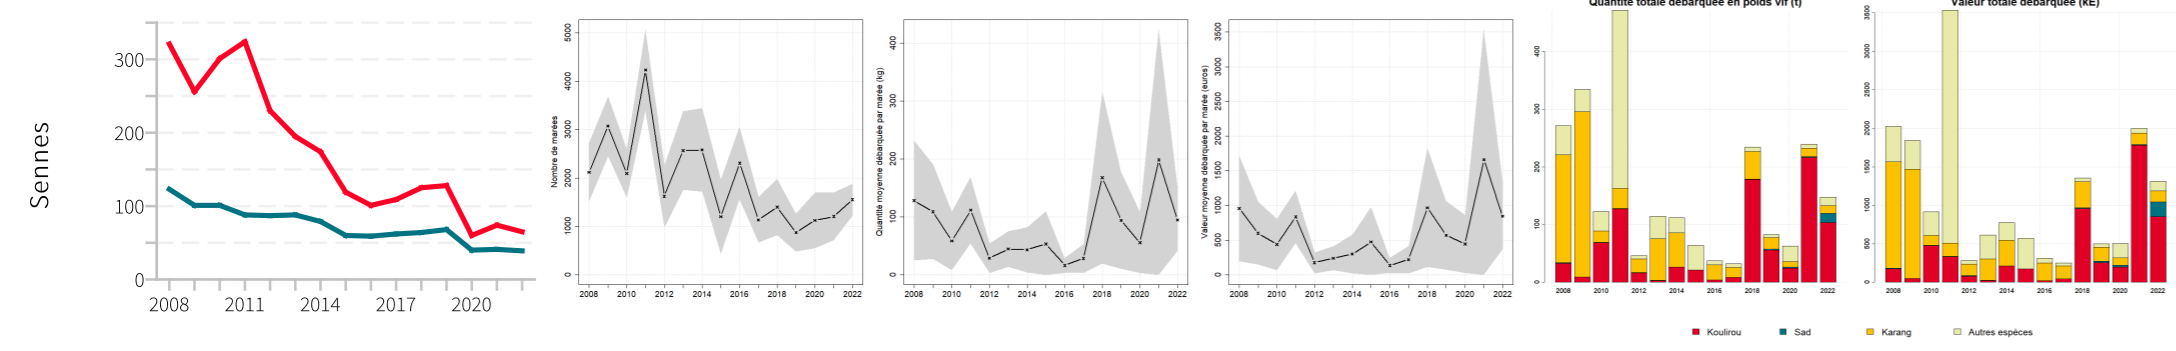 Sennes
300
200
100
0
2008 2011 2014 2017 2020
Nombre de marées
5000
4000
3000
2000
1000
0
2008 2010 2012 2014 2016 2018 2020 2022
Quantité moyenne débarquée par marée (kg)
400
300
200
100
0
2008 2010 2012 2014 2016 2018 2020 2022
Valeur moyenne débarquée par marée (euros)
3500
3000
2500
2000
1500
1000
500
0
2008 2010 2012 2014 2016 2018 2020 2022
Quantité totale débarquée en poids vif (t)
400
300
200
100
0
2008 2010 2012 2014 2016 2018 2020 2022
Valeur totale débarquée (kE)
3500
3000
2500
2000
1500
1000
500
0
2008 2010 2012 2014 2016 2018 2020 2022
Koulirou Sad Karang Autres espèces